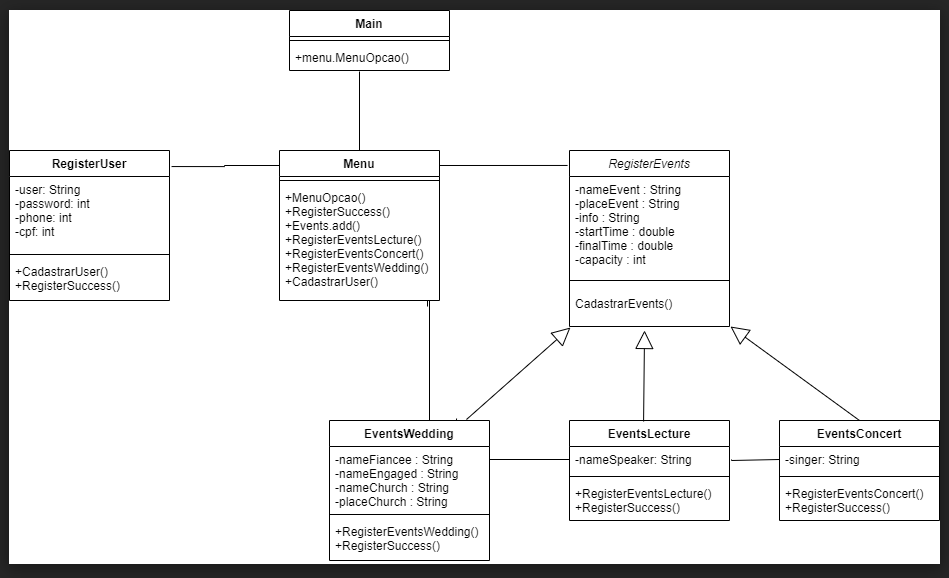 Main
+menu.MenuOpcao()
RegisterUser
-user: String
-password: int
-phone: int
-cpf: int
+CadastrarUser()
+RegisterSuccess()
Menu
+MenuOpcao()
+RegisterSuccess()
+Events.add()
+RegisterEventsLecture()
+RegisterEventsConcert()
+RegisterEventsWedding()
+CadastrarUser()
RegisterEvents
-nameEvent : String
-placeEvent : String
-info : String
-startTime : double
-finalTime : double
-capacity : int
CadastrarEvents()
EventsWedding
-nameFiancee : String
-nameEngaged : String
-nameChurch : String
-placeChurch : String
+RegisterEventsWedding()
+RegisterSuccess()
EventsLecture
-nameSpeaker: String
+RegisterEventsLecture()
+RegisterSuccess()
EventsConcert
-singer: String
+RegisterEventsConcert()
+RegisterSuccess()